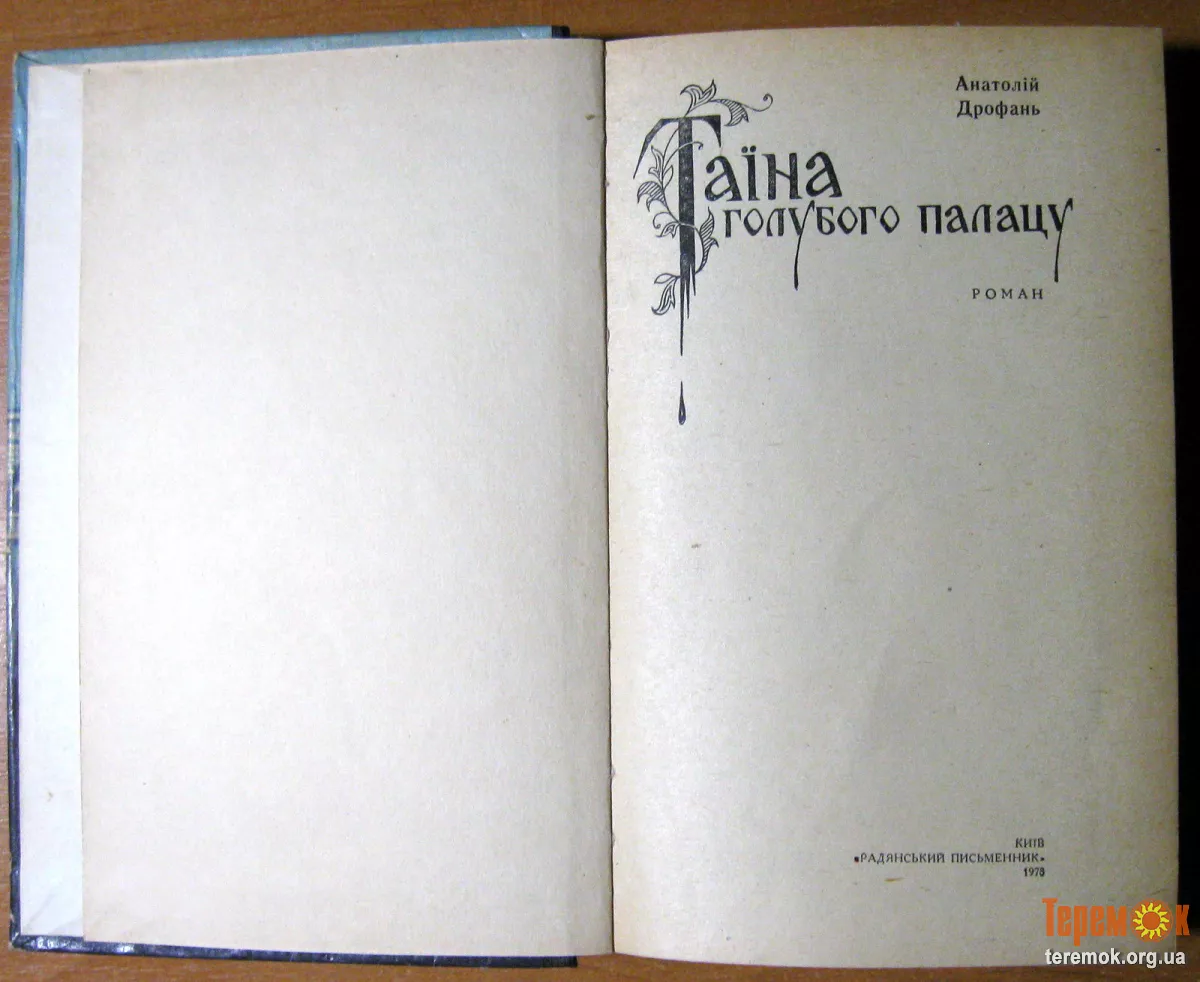 Анатолій
Дрофань
Таїна
голубого палацу
РОМАН
КИЇВ
«РАДЯНСЬКИЙ ПИСЬМЕННИК»
1978
Теремок
teremok.org.ua